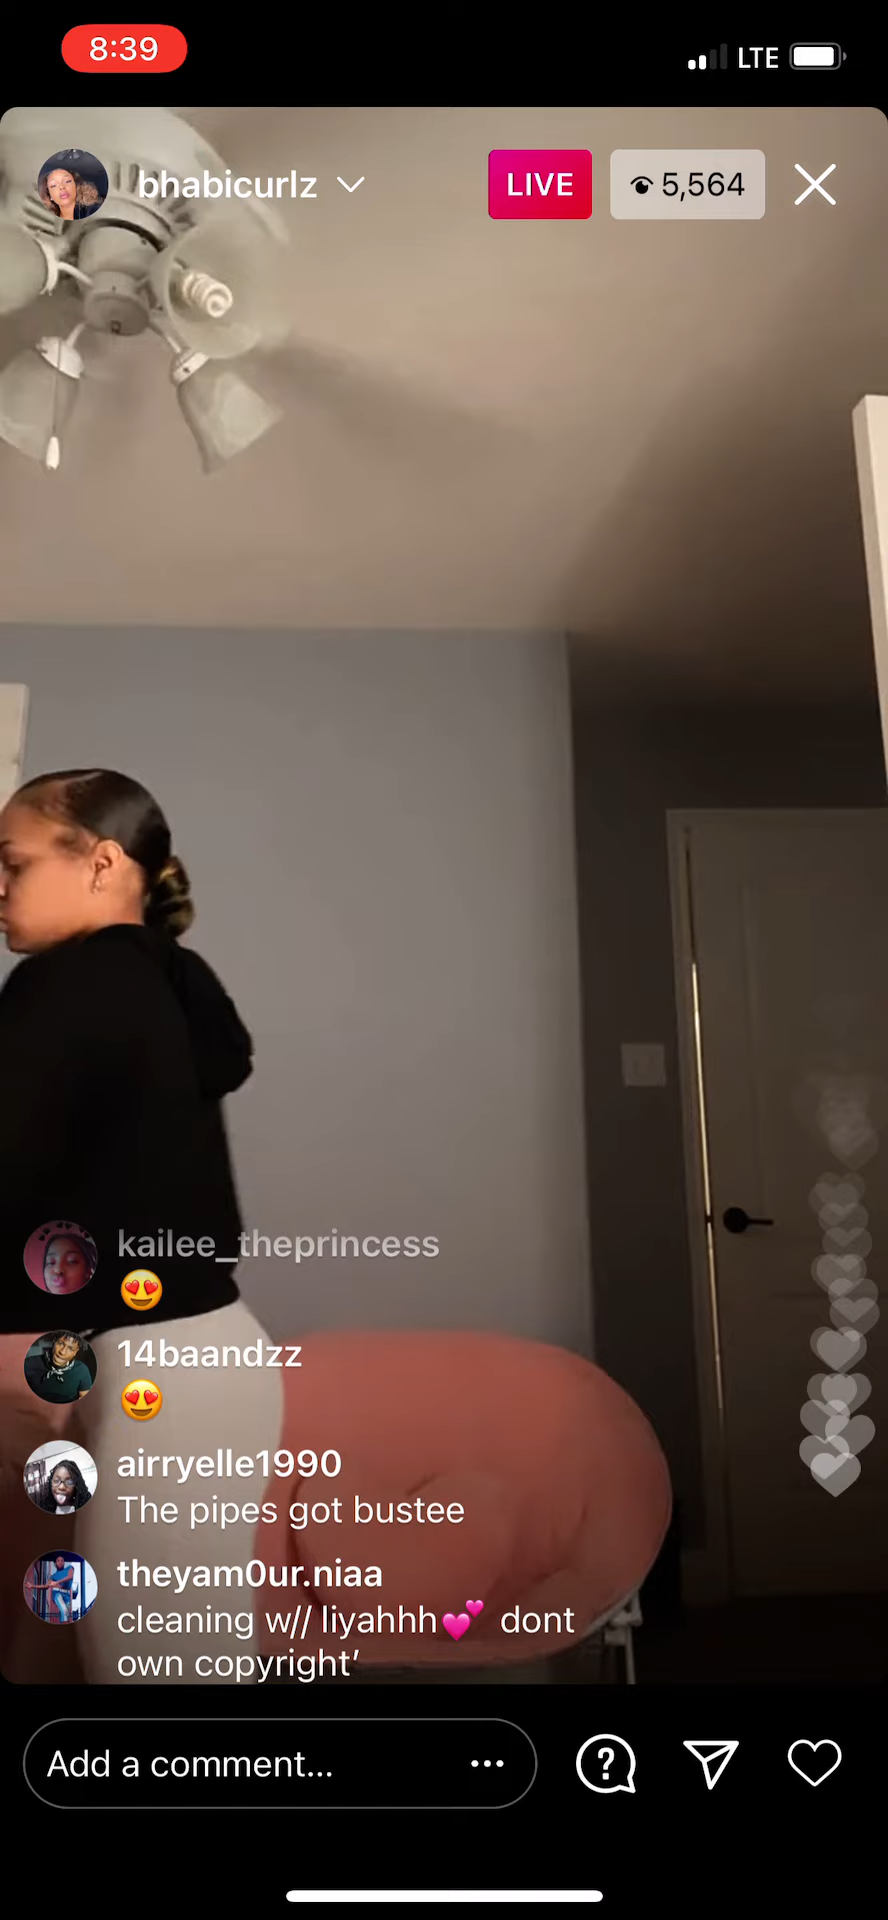 8:39
LTE
bhabicurlz
LIVE
5,564
kailee_theprincess
😍
14baandzz
😍
airryelle1990
The pipes got bustee
theyam0ur.niaa
cleaning w// liyahhh💕 dont
own copyright’
Add a comment...